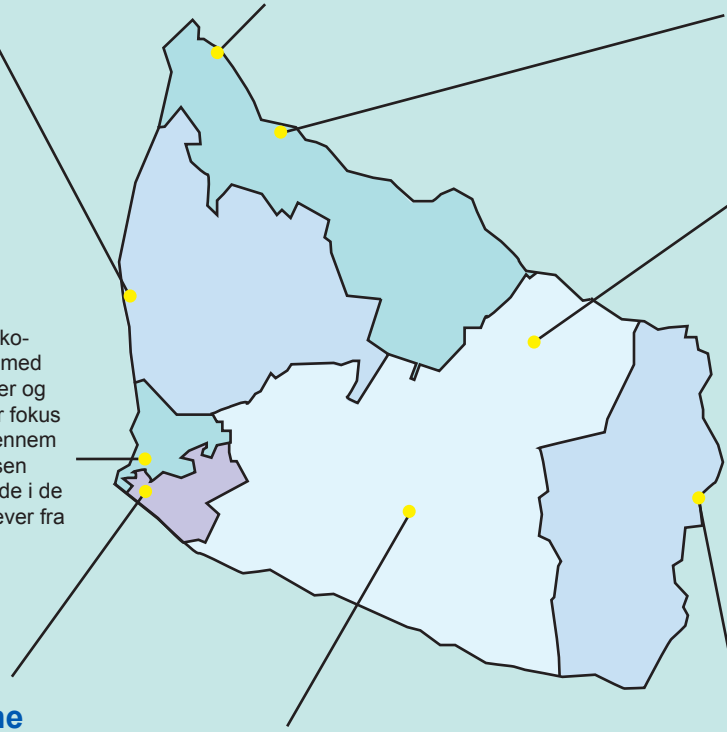 ko-
med
er og
r fokus
ennem
sen
de i de
ever fra
ne